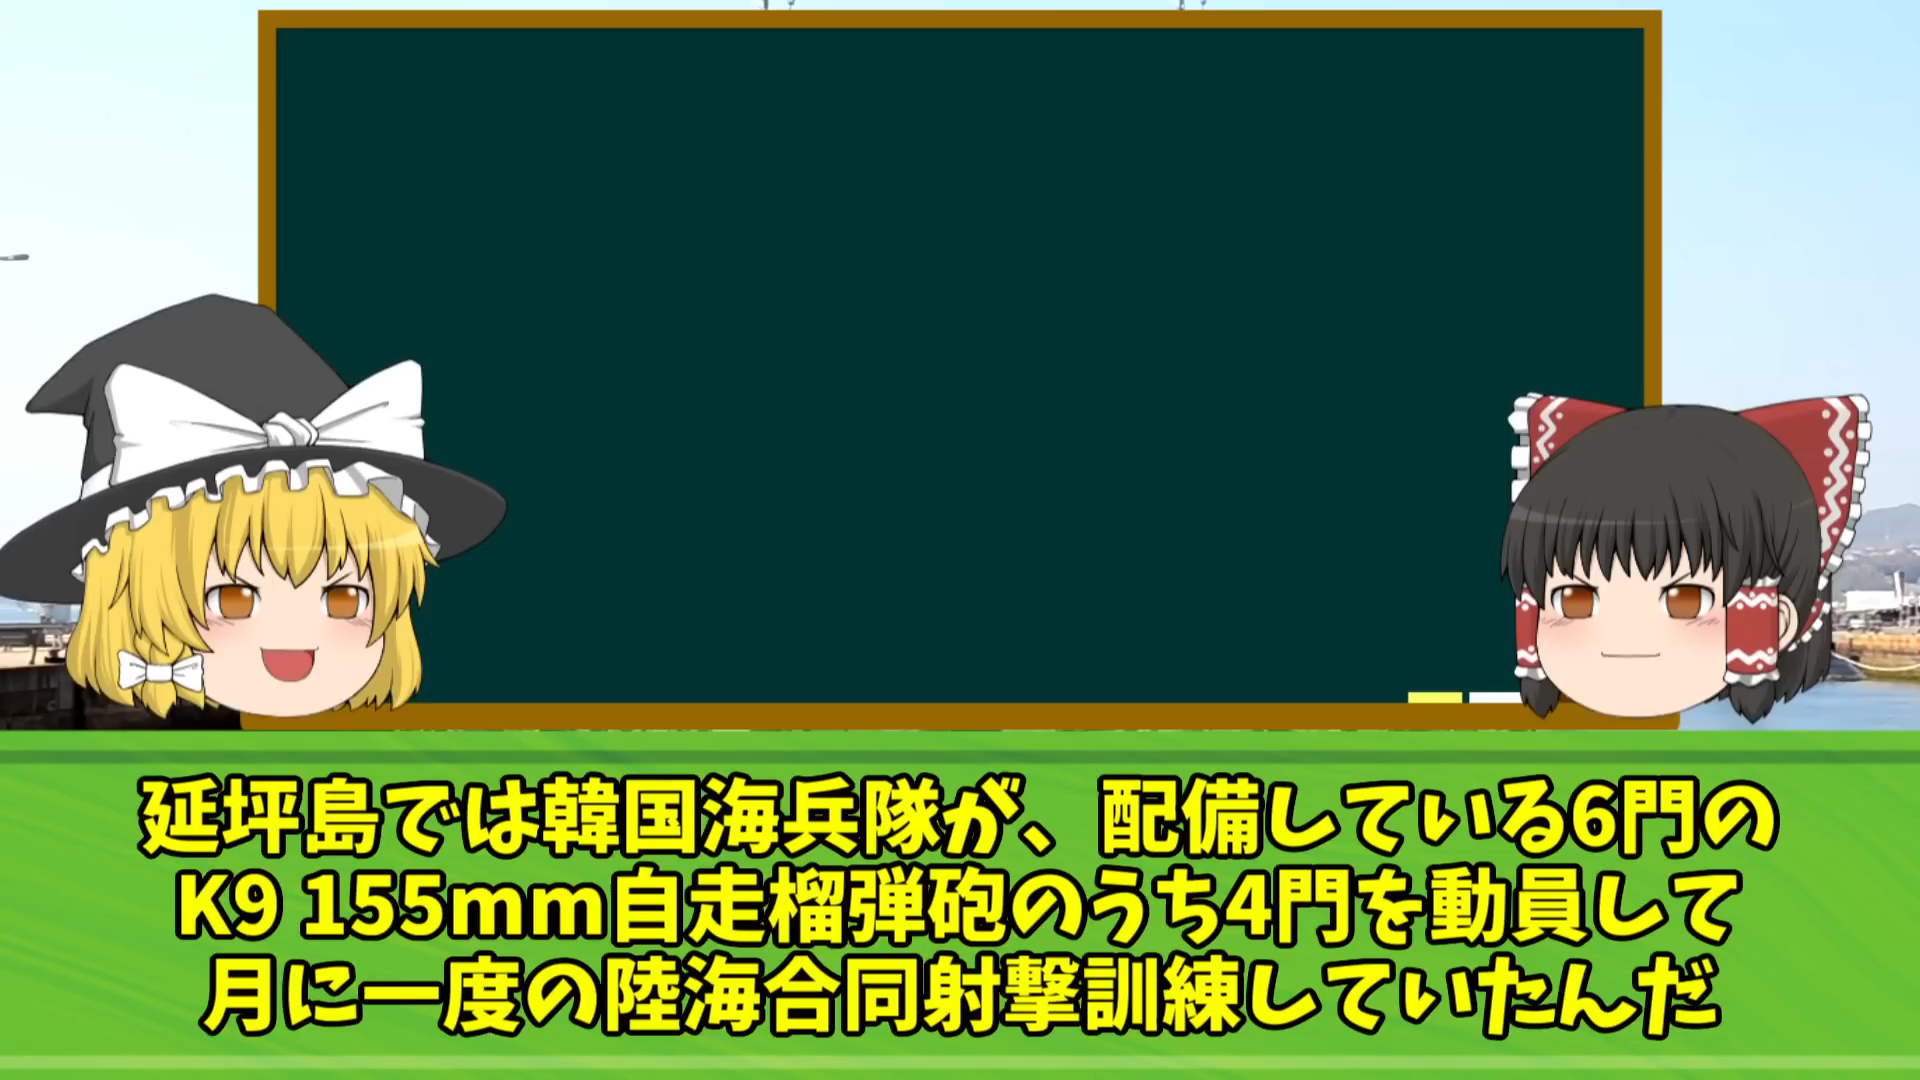 延坪島では韓国海兵隊が、配備している6門の
K9 155mm自走榴弾砲のうち4門を動員して
月に一度の陸海合同射撃訓練していたんだ